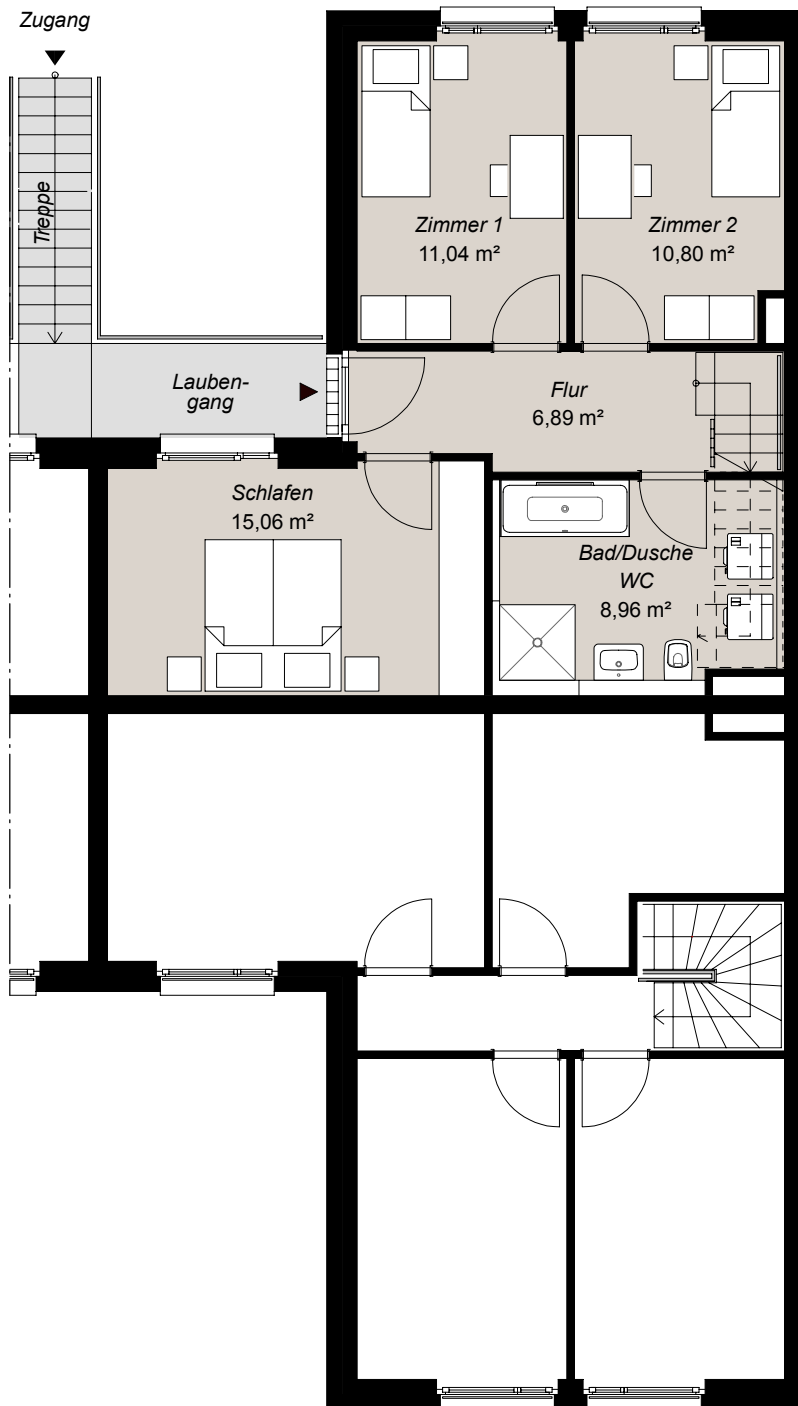 Zugang
Treppe
Zimmer 1
11,04 m²
Zimmer 2
10,80 m²
Lauben-
gang
Flur
6,89 m²
Schlafen
15,06 m²
Bad/Dusche
WC
8,96 m²